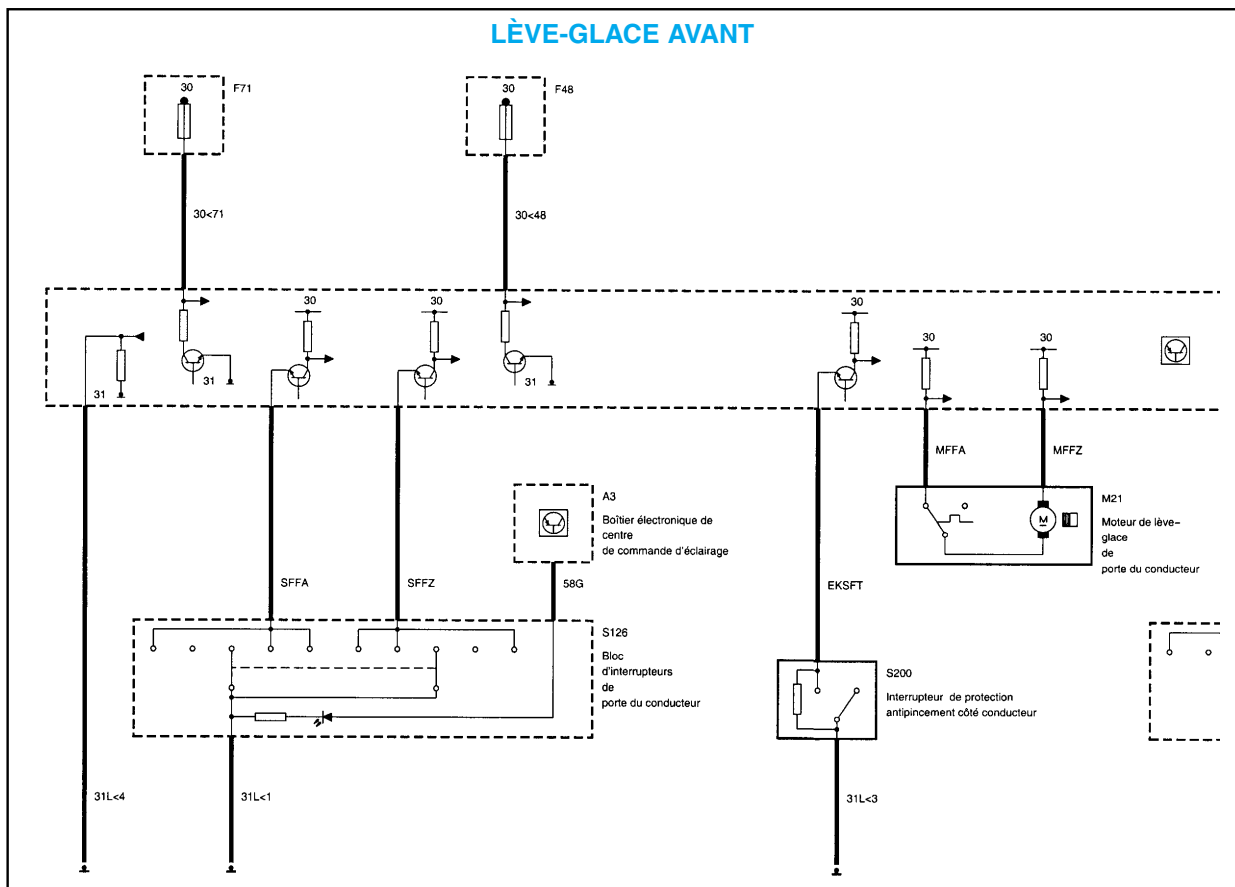 LÈVE-GLACE AVANT
30
F71
30
F48
30<71
30<48
30
30
30
30
30
31
31
31
MFFA
MFFZ
A3
Boîtier électronique de
centre
de commande d'éclairage
M
M21
Moteur de lève-
glace
de
porte du conducteur
SFFA
SFFZ
58G
EKSFT
S126
Bloc
d'interrupteurs
de
porte du conducteur
S200
Interrupteur de protection
antipincement côté conducteur
31L<4
31L<1
31L<3